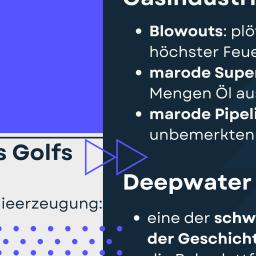 Blowouts: plö
höchster Feue
marode Super
Mengen Öl aus
marode Pipeli
unbemerkten
s Golfs
ieerzeugung:
Deepwater
eine der schw
der Geschicht